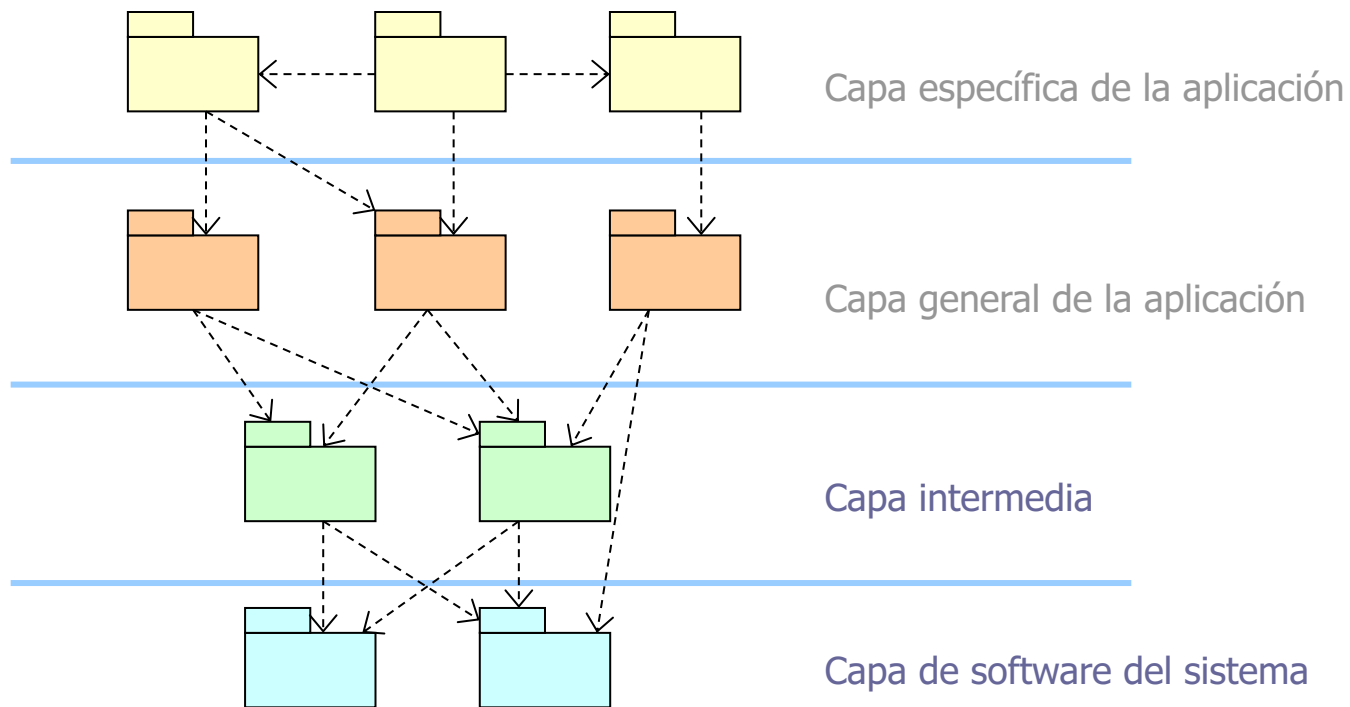 Capa específica de la aplicación
Capa general de la aplicación
Capa intermedia
Capa de software del sistema